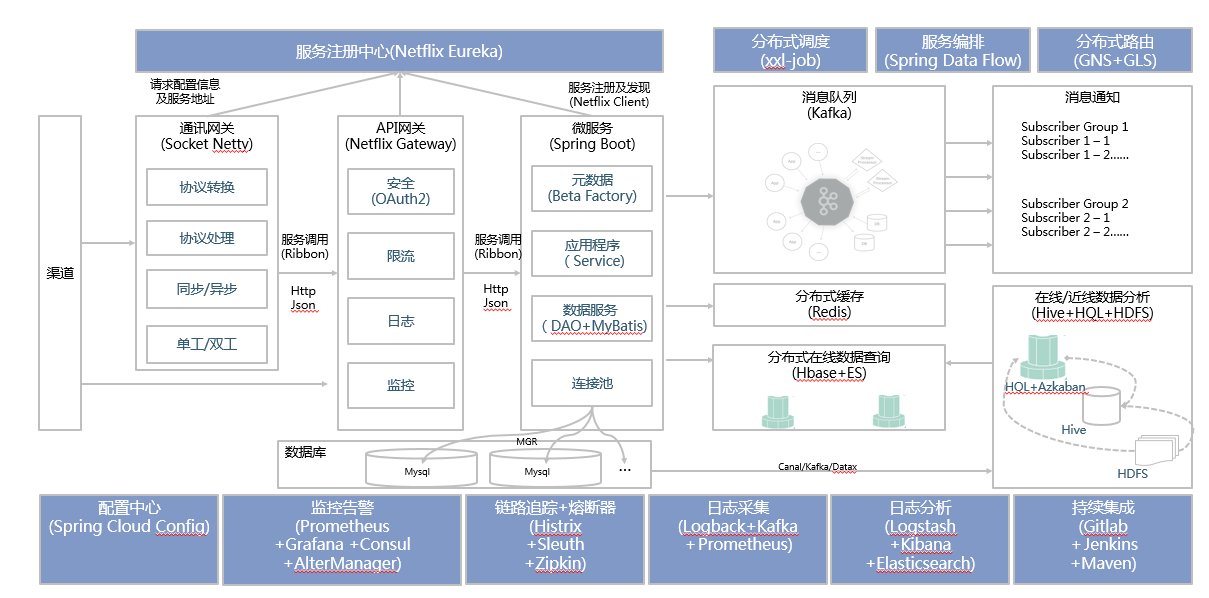 服务注册中心(Netflix Eureka)
分布式调度
(xxl-job)
服务编排
(Spring Data Flow)
分布式路由
(GNS+GLS)
请求配置信息
及服务地址
服务注册及发现
(Netflix Client)
渠道
通讯网关
(Socket Nettv)
协议转换
协议处理
同步/异步
单工/双工
服务调用
(Ribbon)
Http
Json
API网关
(Netflix Gateway)
安全
(OAuth2)
限流
日志
监控
服务调用
(Ribbon)
Http
Json
微服务
(Spring Boot)
元数据
(Beta Factory)
应用程序
( Service)
数据服务
( DAO+MyBatis)
连接池
消息队列
(Kafka)
消息通知
Subscriber Group 1
Subscriber 1 – 1
Subscriber 1 – 2......
Subscriber Group 2
Subscriber 2 – 1
Subscriber 2 – 2......
分布式缓存
(Redis)
分布式在线数据查询
(Hbase+ES)
在线/近线数据分析
(Hive+HQL+HDFS)
HQL+Azkaban
Hive
HDFS
数据库
MGR
Mysql
Mysql
...
Canal/Kafka/Datax
配置中心
(Spring Cloud Config)
监控告警
(Prometheus
+Grafana +Consul
+AlterManager)
链路追踪+熔断器
(Histrix
+Sleuth
+Zipkin)
日志采集
(Logback+Kafka
+Prometheus)
日志分析
(Logstash
+Kibana
+Elasticsearch)
持续集成
(Gitlab
+Jenkins
+Maven)